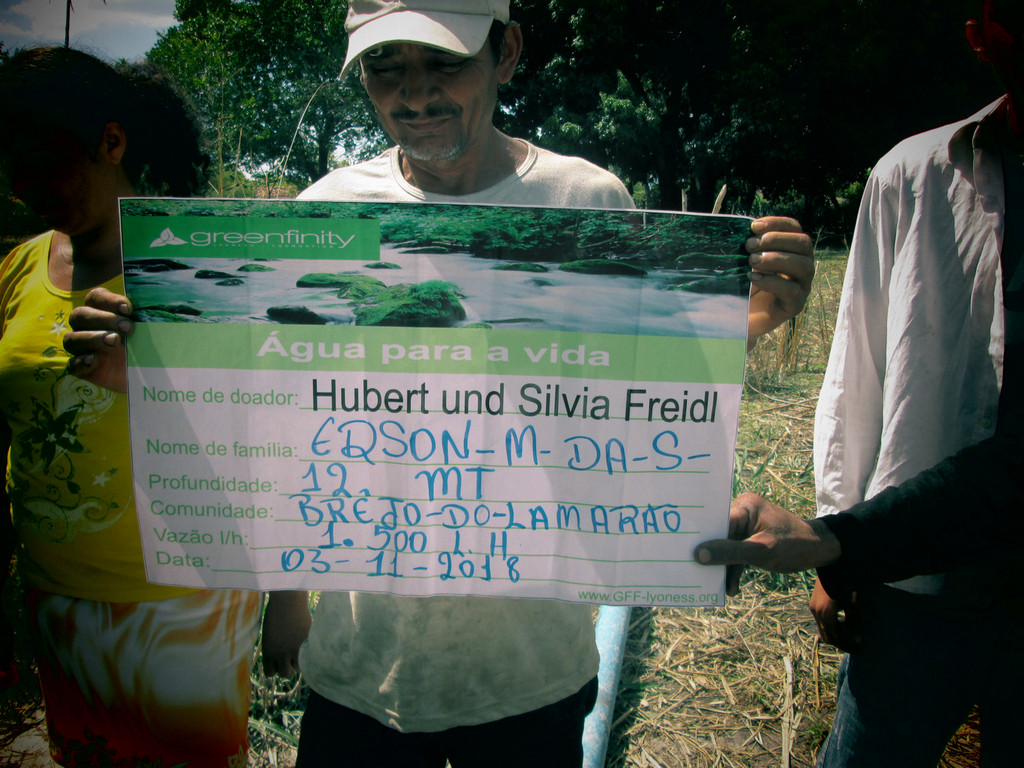 greenfinity
Água para a vida
Nome de doador: Hubert und Silvia Freidl
Nome de família: EDSON-M-DA-S-
Profundidade: 12. MT
Comunidade: BREJO-DO-LAMARÃO
Vazão l/h: 1.500 L.H
Data: 03-11-2018
www.GFF-lyoness.org